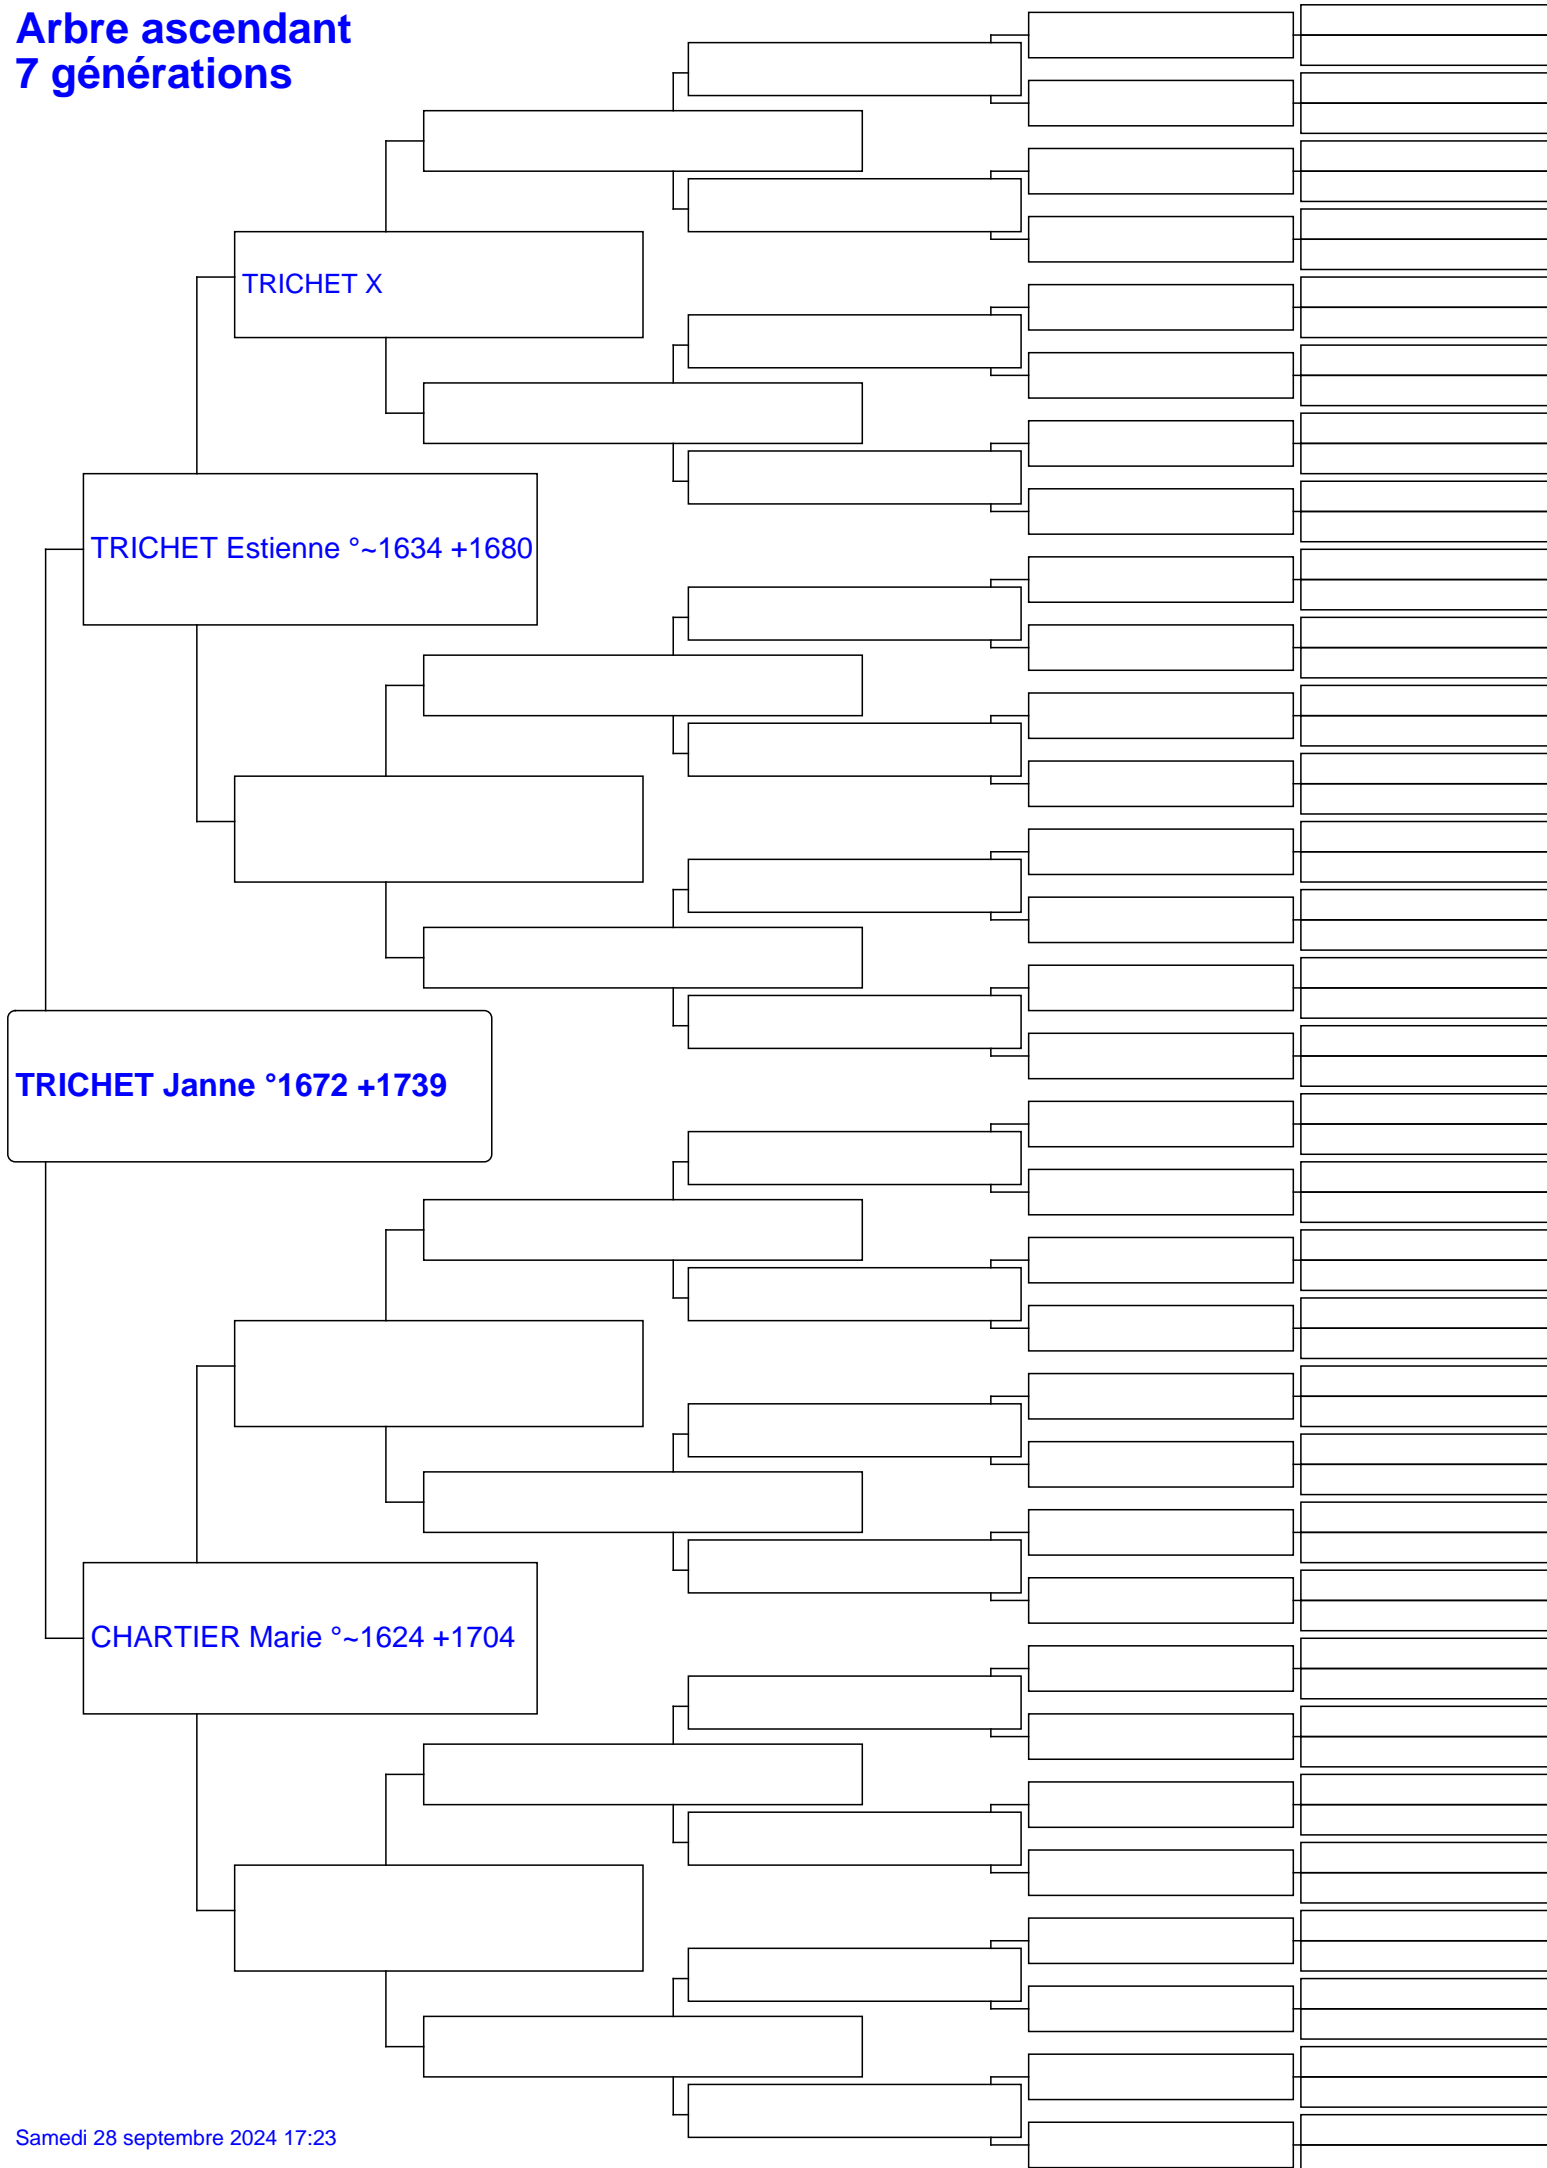 Arbre ascendant
7 générations
TRICHET X
TRICHET Estienne °~1634 +1680
TRICHET Janne °1672 +1739
CHARTIER Marie °~1624 +1704
Samedi 28 septembre 2024 17:23